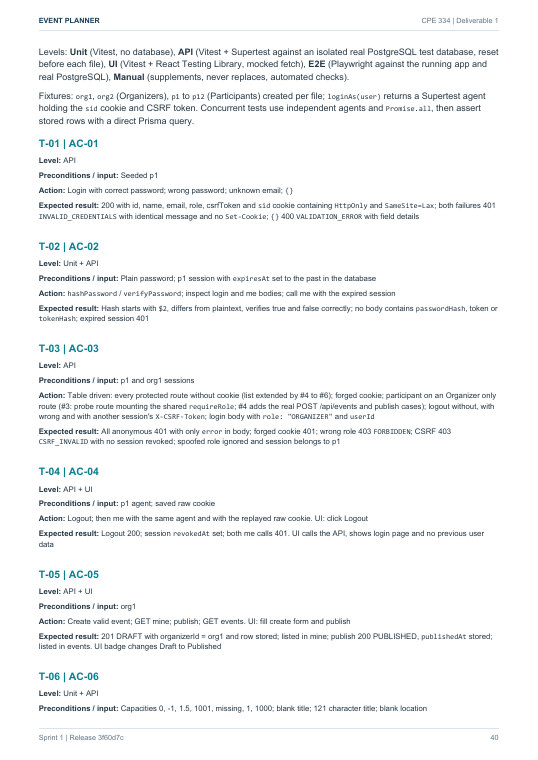 EVENT PLANNER
CPE 334 | Deliverable 1
Levels: Unit (Vitest, no database), API (Vitest + Supertest against an isolated real PostgreSQL test database, reset
before each file), UI (Vitest + React Testing Library, mocked fetch), E2E (Playwright against the running app and
real PostgreSQL), Manual (supplements, never replaces, automated checks).
Fixtures: org1, org2 (Organizers), p1 to p12 (Participants) created per file; loginAs(user) returns a Supertest agent
holding the sid cookie and CSRF token. Concurrent tests use independent agents and Promise.all, then assert
stored rows with a direct Prisma query.
T-01 | AC-01
Level: API
Preconditions / input: Seeded p1
Action: Login with correct password; wrong password; unknown email; {}
Expected result: 200 with id, name, email, role, csrfToken and sid cookie containing HttpOnly and SameSite=Lax; both failures 401
INVALID_CREDENTIALS with identical message and no Set-Cookie; {} 400 VALIDATION_ERROR with field details
T-02 | AC-02
Level: Unit + API
Preconditions / input: Plain password; p1 session with expiresAt set to the past in the database
Action: hashPassword / verifyPassword; inspect login and me bodies; call me with the expired session
Expected result: Hash starts with $2, differs from plaintext, verifies true and false correctly; no body contains passwordHash, token or
tokenHash; expired session 401
T-03 | AC-03
Level: API
Preconditions / input: p1 and org1 sessions
Action: Table driven: every protected route without cookie (list extended by #4 to #6); forged cookie; participant on an Organizer only
route (#3: probe route mounting the shared requireRole; #4 adds the real POST /api/events and publish cases); logout without, with
wrong and with another session's X-CSRF-Token; login body with role: "ORGANIZER" and userId
Expected result: All anonymous 401 with only error in body; forged cookie 401; wrong role 403 FORBIDDEN; CSRF 403
CSRF_INVALID with no session revoked; spoofed role ignored and session belongs to p1
T-04 | AC-04
Level: API + UI
Preconditions / input: p1 agent; saved raw cookie
Action: Logout; then me with the same agent and with the replayed raw cookie. UI: click Logout
Expected result: Logout 200; session revokedAt set; both me calls 401. UI calls the API, shows login page and no previous user
data
T-05 | AC-05
Level: API + UI
Preconditions / input: org1
Action: Create valid event; GET mine; publish; GET events. UI: fill create form and publish
Expected result: 201 DRAFT with organizerId = org1 and row stored; listed in mine; publish 200 PUBLISHED, publishedAt stored;
listed in events. UI badge changes Draft to Published
T-06 | AC-06
Level: Unit + API
Preconditions / input: Capacities 0, -1, 1.5, 1001, missing, 1, 1000; blank title; 121 character title; blank location
Sprint 1 | Release 3f60d7c
40